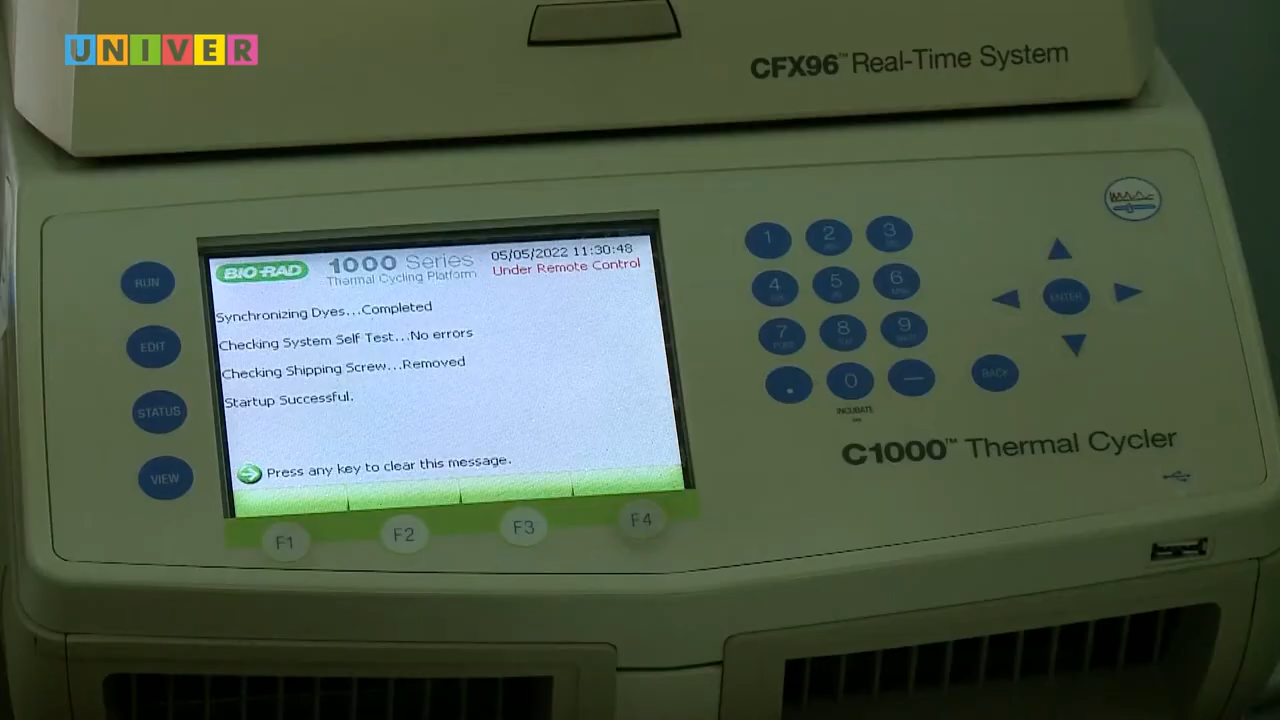 UNIVER
CFX96™ Real-Time System
BIO-RAD
1000 Series
Thermal Cycling Platform
05/05/2022 11:30:48
Under Remote Control
Synchronizing Dyes...Completed
Checking System Self Test...No errors
Checking Shipping Screw...Removed
Startup Successful.
Press any key to clear this message.
F1 F2 F3 F4
RUN
EDIT
STATUS
VIEW
1 2 3
4 5 6
7 8 9
. 0 —
INCUBATE
ENTER
BACK
C1000™ Thermal Cycler